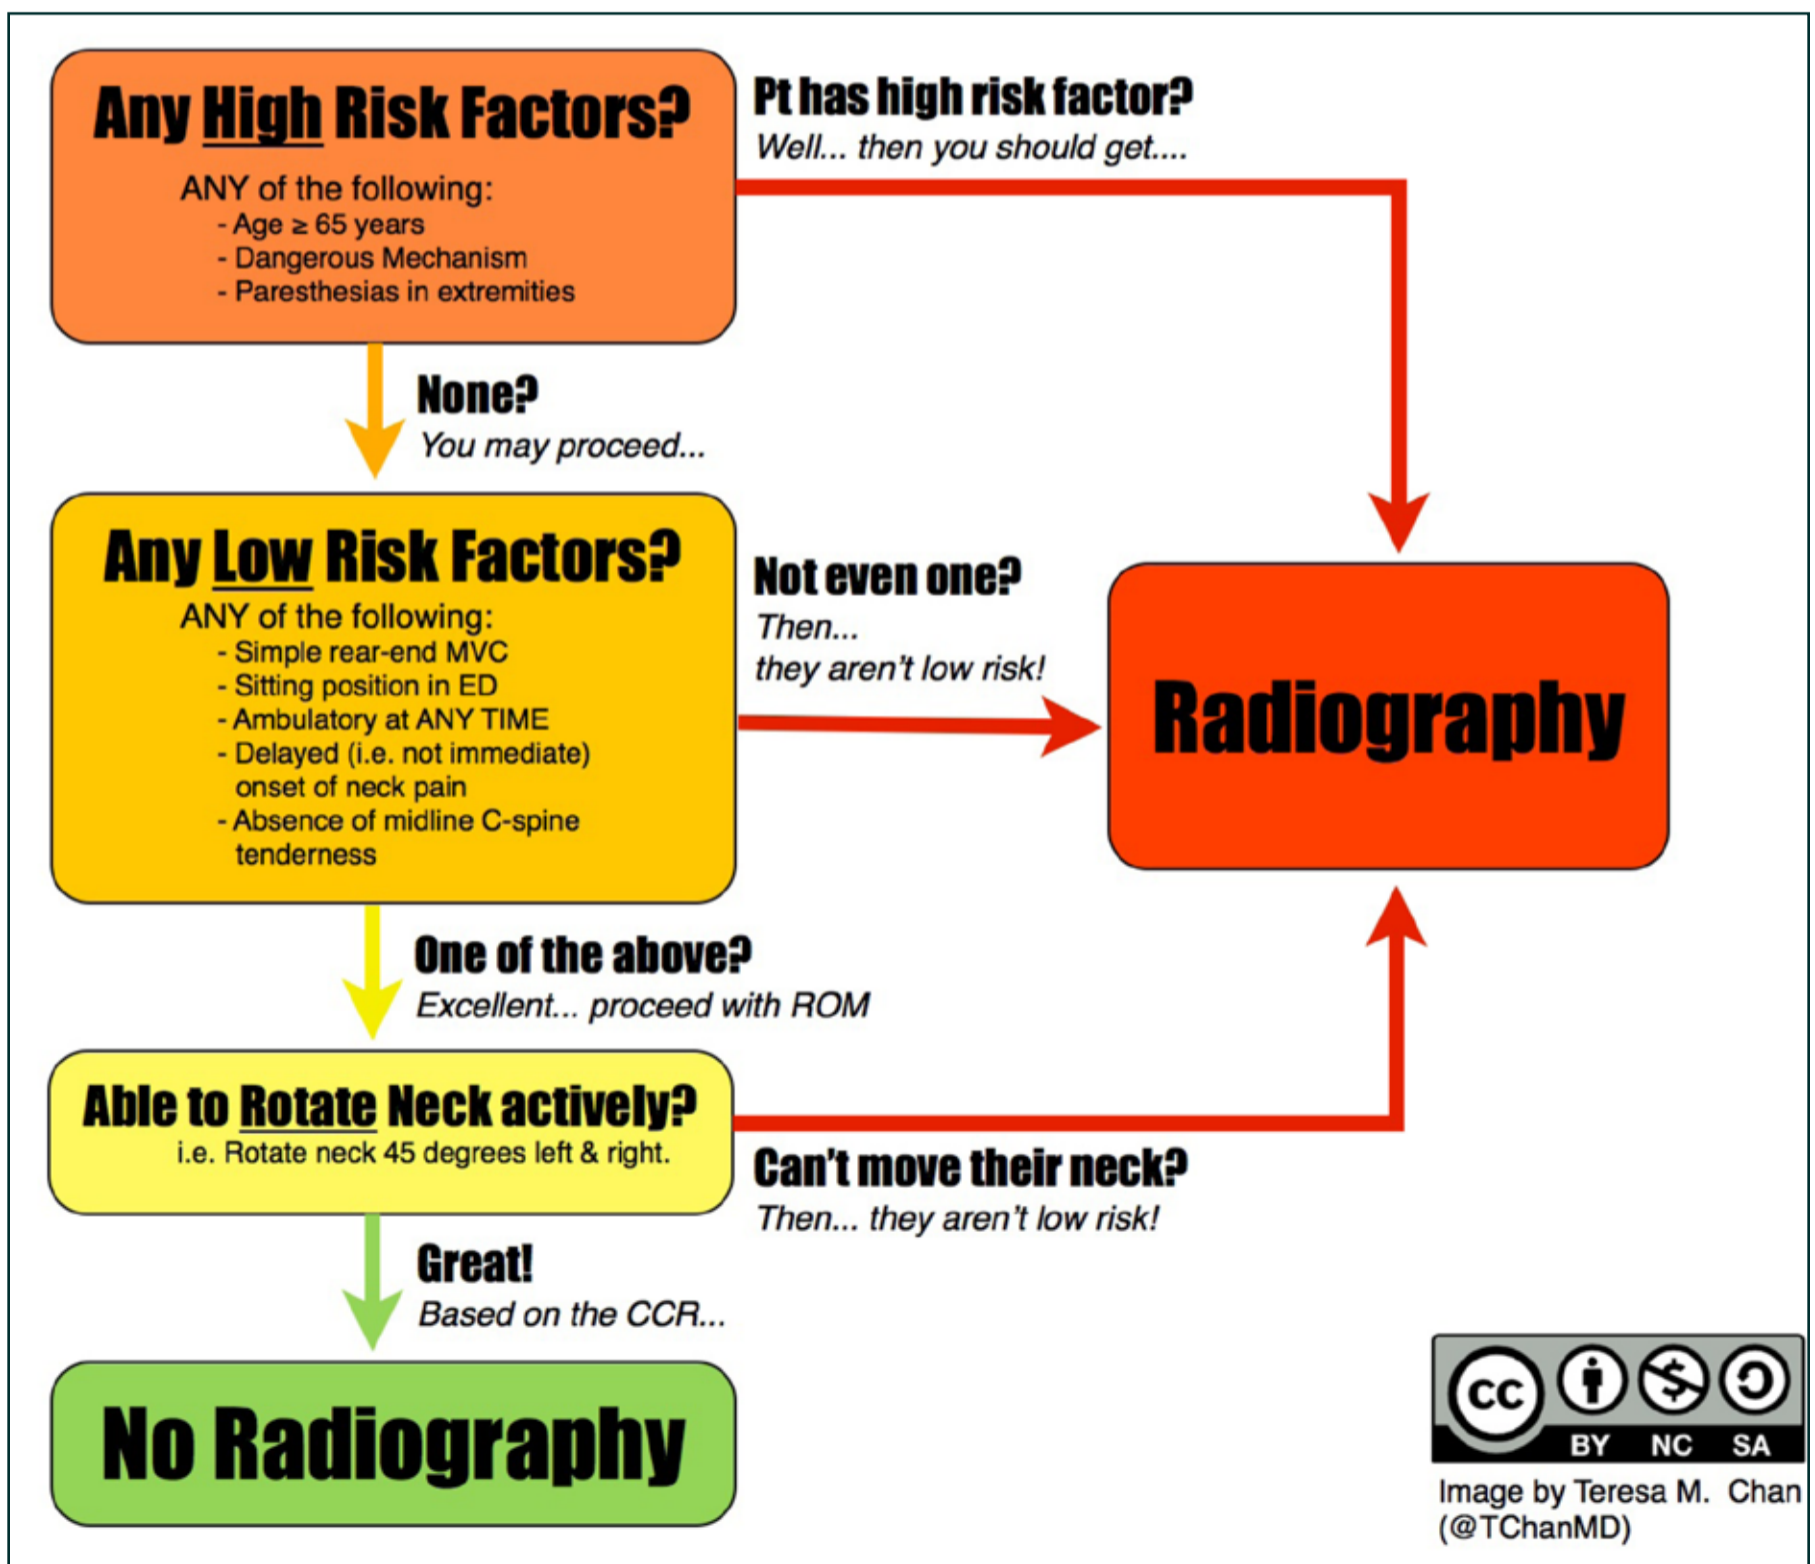 Any High Risk Factors?
ANY of the following:
- Age ≥ 65 years
- Dangerous Mechanism
- Paresthesias in extremities
Pt has high risk factor?
Well... then you should get....
None?
You may proceed...
Any Low Risk Factors?
ANY of the following:
- Simple rear-end MVC
- Sitting position in ED
- Ambulatory at ANY TIME
- Delayed (i.e. not immediate)
onset of neck pain
- Absence of midline C-spine
tenderness
Not even one?
Then...
they aren't low risk!
Radiography
One of the above?
Excellent... proceed with ROM
Able to Rotate Neck actively?
i.e. Rotate neck 45 degrees left & right.
Can't move their neck?
Then... they aren't low risk!
Great!
Based on the CCR...
No Radiography
CC
BY NC SA
Image by Teresa M. Chan
(@TChanMD)